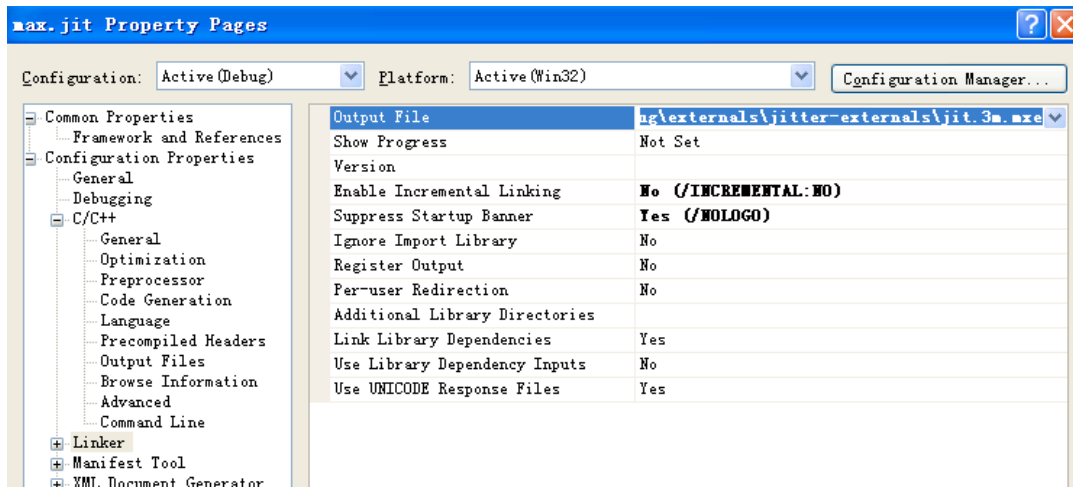 max.jit Property Pages
Configuration: Active(Debug) Platform: Active(Win32) Configuration Manager...
Common Properties
Framework and References
Configuration Properties
General
Debugging
C/C++
General
Optimization
Preprocessor
Code Generation
Language
Precompiled Headers
Output Files
Browse Information
Advanced
Command Line
Linker
Manifest Tool
XML Document Generator
Output File ng\externals\jitter-externals\jit.3m.mxe
Show Progress Not Set
Version
Enable Incremental Linking No (/INCREMENTAL:NO)
Suppress Startup Banner Yes (/NOLOGO)
Ignore Import Library No
Register Output No
Per-user Redirection No
Additional Library Directories
Link Library Dependencies Yes
Use Library Dependency Inputs No
Use UNICODE Response Files Yes